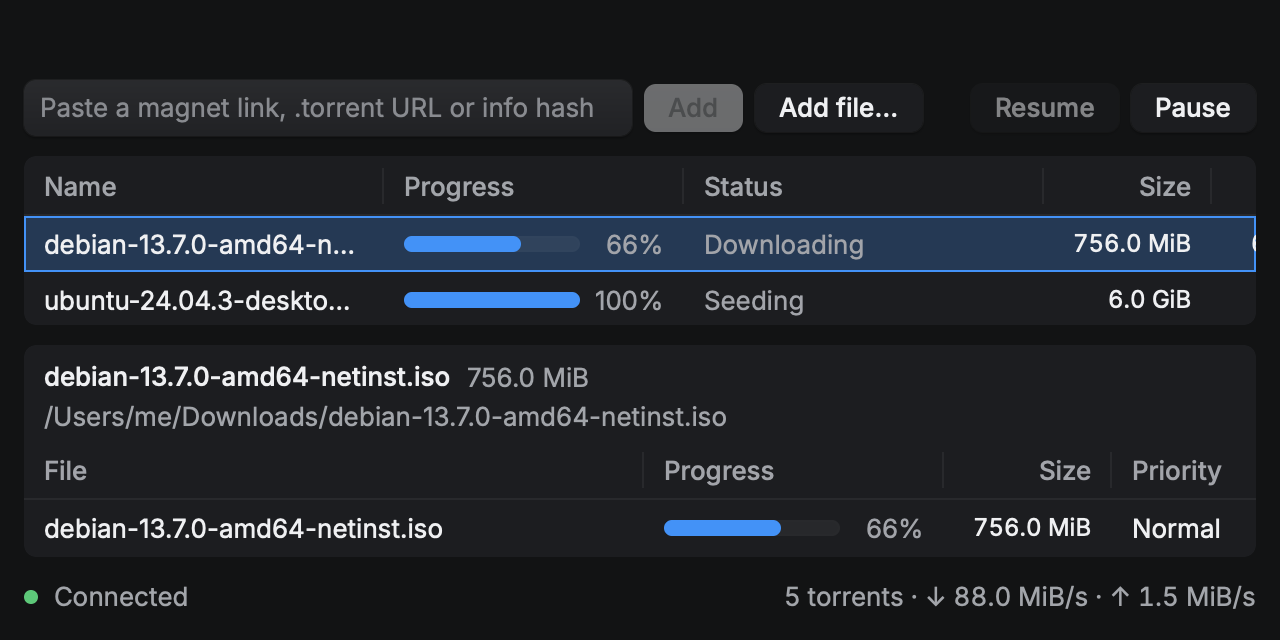 Paste a magnet link, .torrent URL or info hash Add Add file... Resume Pause
Name Progress Status Size
debian-13.7.0-amd64-n... 66% Downloading 756.0 MiB
ubuntu-24.04.3-deskto... 100% Seeding 6.0 GiB
debian-13.7.0-amd64-netinst.iso 756.0 MiB
/Users/me/Downloads/debian-13.7.0-amd64-netinst.iso
File Progress Size Priority
debian-13.7.0-amd64-netinst.iso 66% 756.0 MiB Normal
Connected 5 torrents · ↓ 88.0 MiB/s · ↑ 1.5 MiB/s